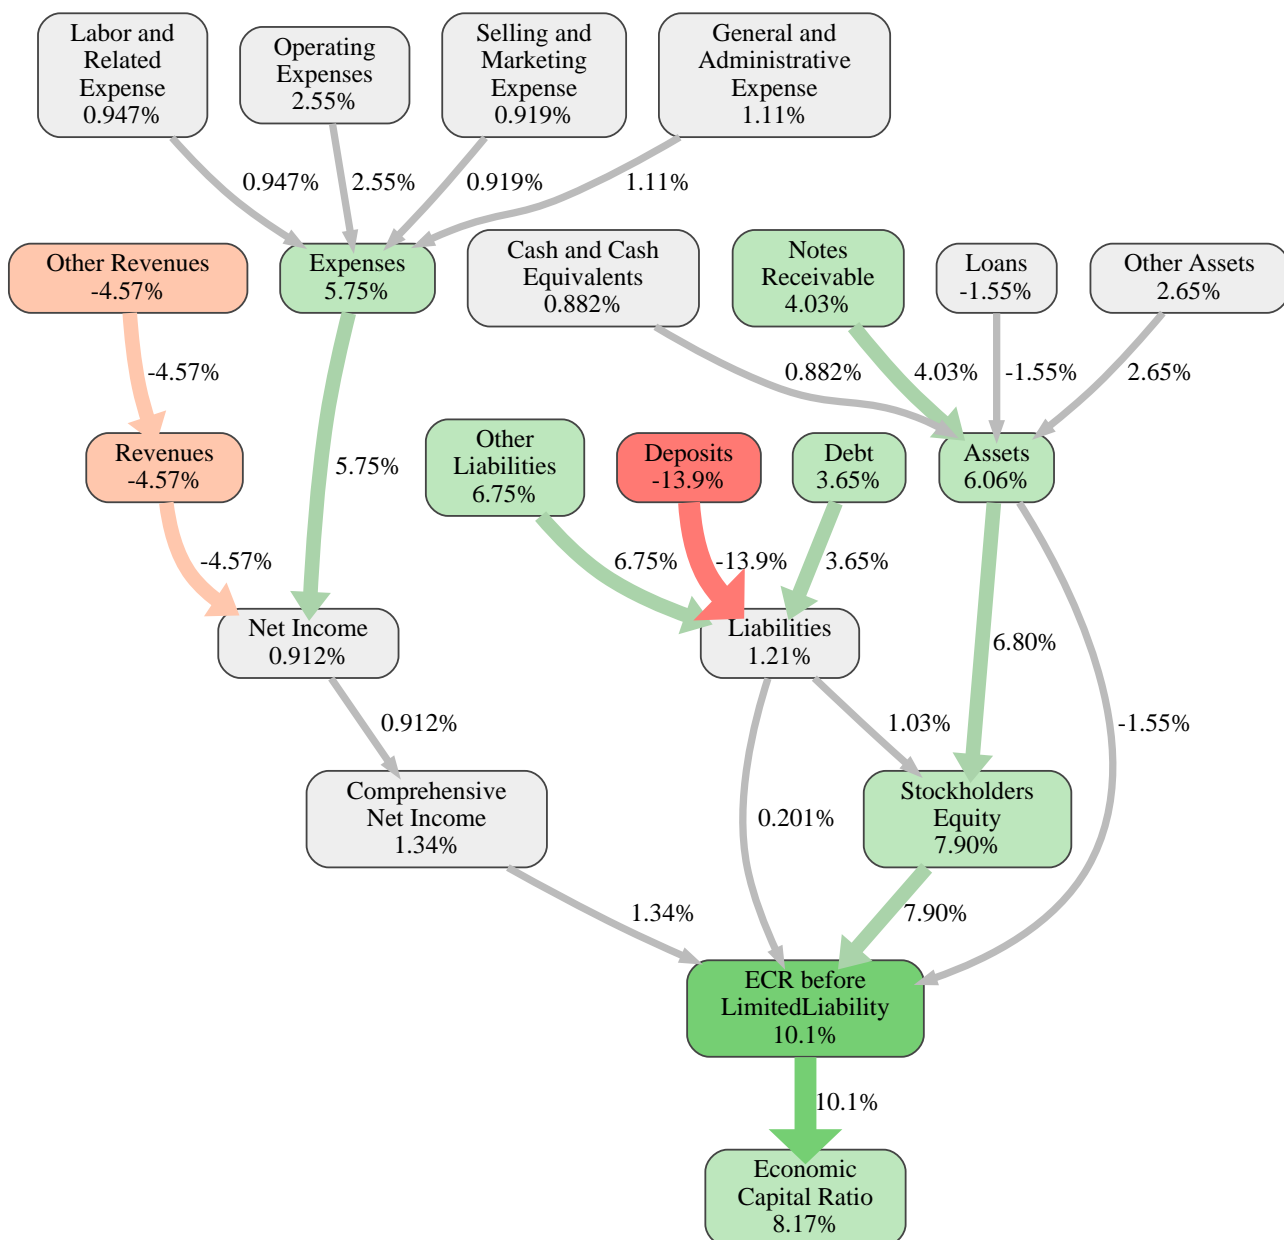 Labor and
Related
Expense
0.947%
Operating
Expenses
2.55%
Selling and
Marketing
Expense
0.919%
General and
Administrative
Expense
1.11%
0.947%
2.55%
0.919%
1.11%
Other Revenues
-4.57%
Expenses
5.75%
Cash and Cash
Equivalents
0.882%
Notes
Receivable
4.03%
Loans
-1.55%
Other Assets
2.65%
-4.57%
0.882%
4.03%
-1.55%
2.65%
Revenues
-4.57%
5.75%
Other
Liabilities
6.75%
Deposits
-13.9%
Debt
3.65%
Assets
6.06%
-4.57%
6.75%
-13.9%
3.65%
Net Income
0.912%
Liabilities
1.21%
6.80%
0.912%
1.03%
-1.55%
Comprehensive
Net Income
1.34%
0.201%
Stockholders
Equity
7.90%
1.34%
7.90%
ECR before
LimitedLiability
10.1%
10.1%
Economic
Capital Ratio
8.17%